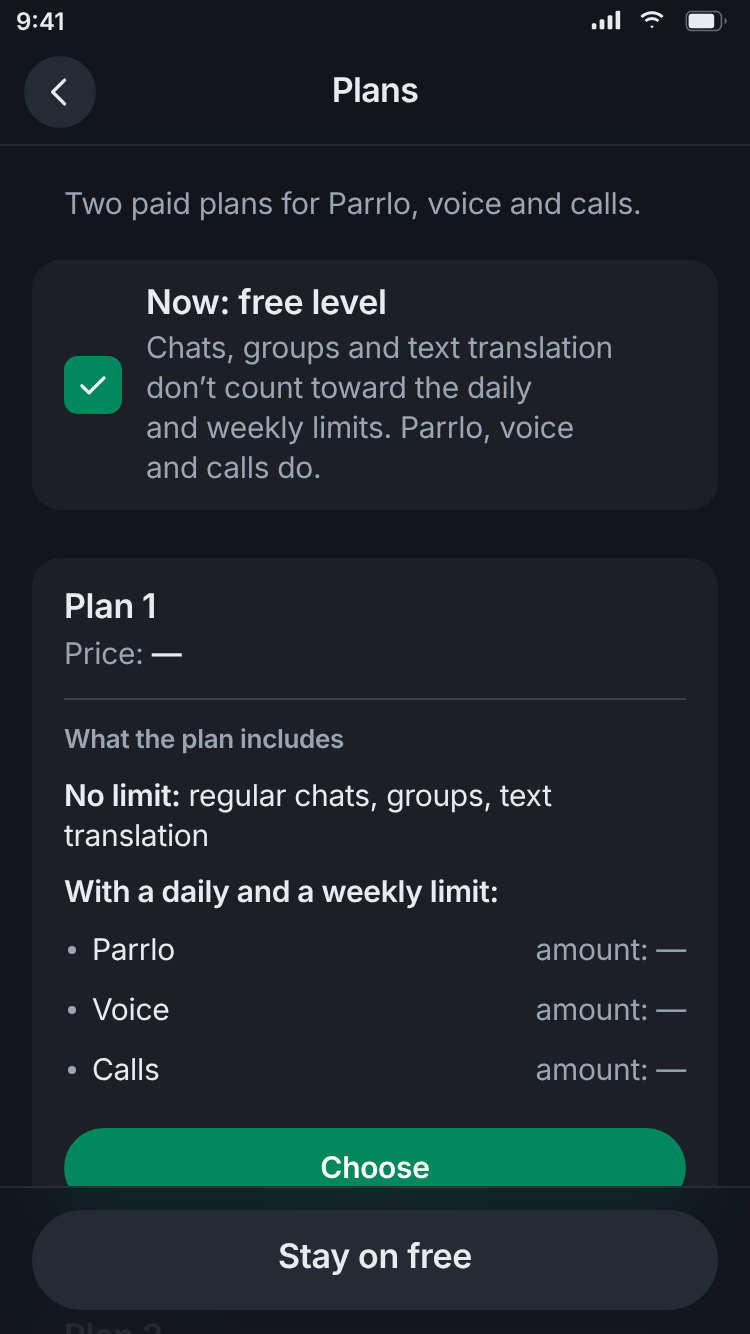 9:41
Plans
Two paid plans for Parrlo, voice and calls.
Now: free level
Chats, groups and text translation
don’t count toward the daily
and weekly limits. Parrlo, voice
and calls do.
Plan 1
Price: —
What the plan includes
No limit: regular chats, groups, text
translation
With a daily and a weekly limit:
• Parrlo amount: —
• Voice amount: —
• Calls amount: —
Choose
Stay on free
Plan 2